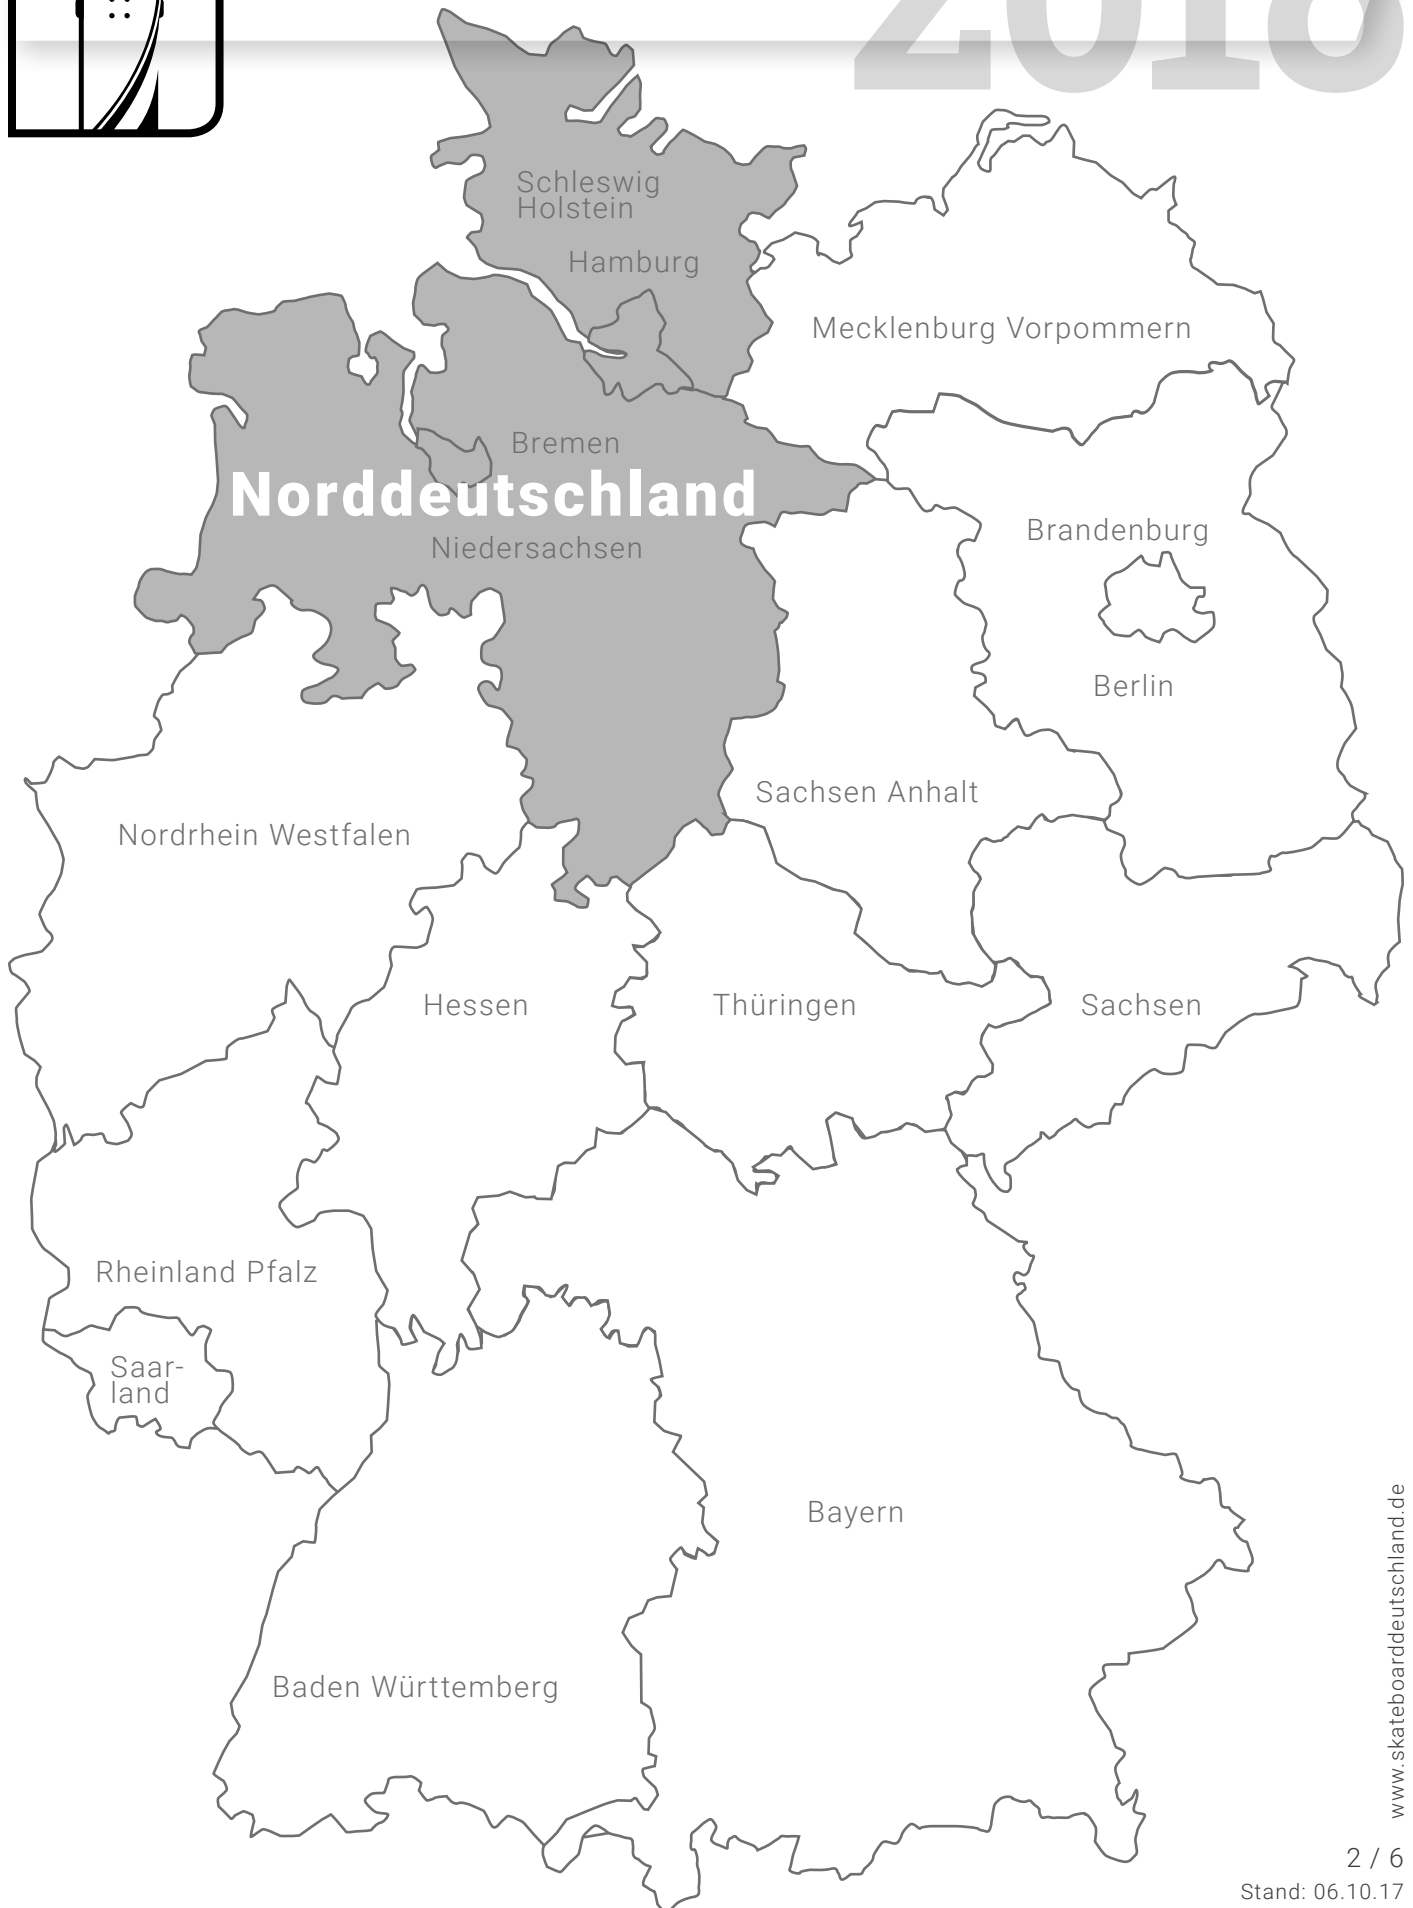 2018
Schleswig
Holstein
Hamburg
Mecklenburg Vorpommern
Bremen
Norddeutschland
Niedersachsen
Brandenburg
Berlin
Sachsen Anhalt
Nordrhein Westfalen
Hessen
Thüringen
Sachsen
Rheinland Pfalz
Saar-
land
Bayern
Baden Württemberg
www.skateboarddeutschland.de
2 / 6
Stand: 06.10.17